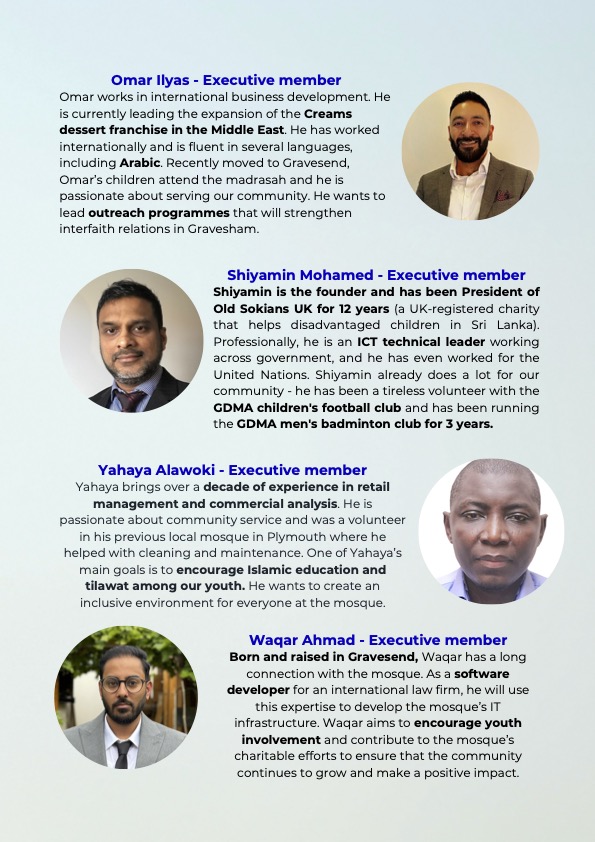 Omar Ilyas - Executive member
Omar works in international business development. He
is currently leading the expansion of the Creams
dessert franchise in the Middle East. He has worked
internationally and is fluent in several languages,
including Arabic. Recently moved to Gravesend,
Omar's children attend the madrasah and he is
passionate about serving our community. He wants to
lead outreach programmes that will strengthen
interfaith relations in Gravesham.
Shiyamin Mohamed - Executive member
Shiyamin is the founder and has been President of
Old Sokians UK for 12 years (a UK-registered charity
that helps disadvantaged children in Sri Lanka).
Professionally, he is an ICT technical leader working
across government, and he has even worked for the
United Nations. Shiyamin already does a lot for our
community - he has been a tireless volunteer with the
GDMA children's football club and has been running
the GDMA men's badminton club for 3 years.
Yahaya Alawoki - Executive member
Yahaya brings over a decade of experience in retail
management and commercial analysis. He is
passionate about community service and was a volunteer
in his previous local mosque in Plymouth where he
helped with cleaning and maintenance. One of Yahaya's
main goals is to encourage Islamic education and
tilawat among our youth. He wants to create an
inclusive environment for everyone at the mosque.
Waqar Ahmad - Executive member
Born and raised in Gravesend, Waqar has a long
connection with the mosque. As a software
developer for an international law firm, he will use
this expertise to develop the mosque's IT
infrastructure. Waqar aims to encourage youth
involvement and contribute to the mosque's
charitable efforts to ensure that the community
continues to grow and make a positive impact.